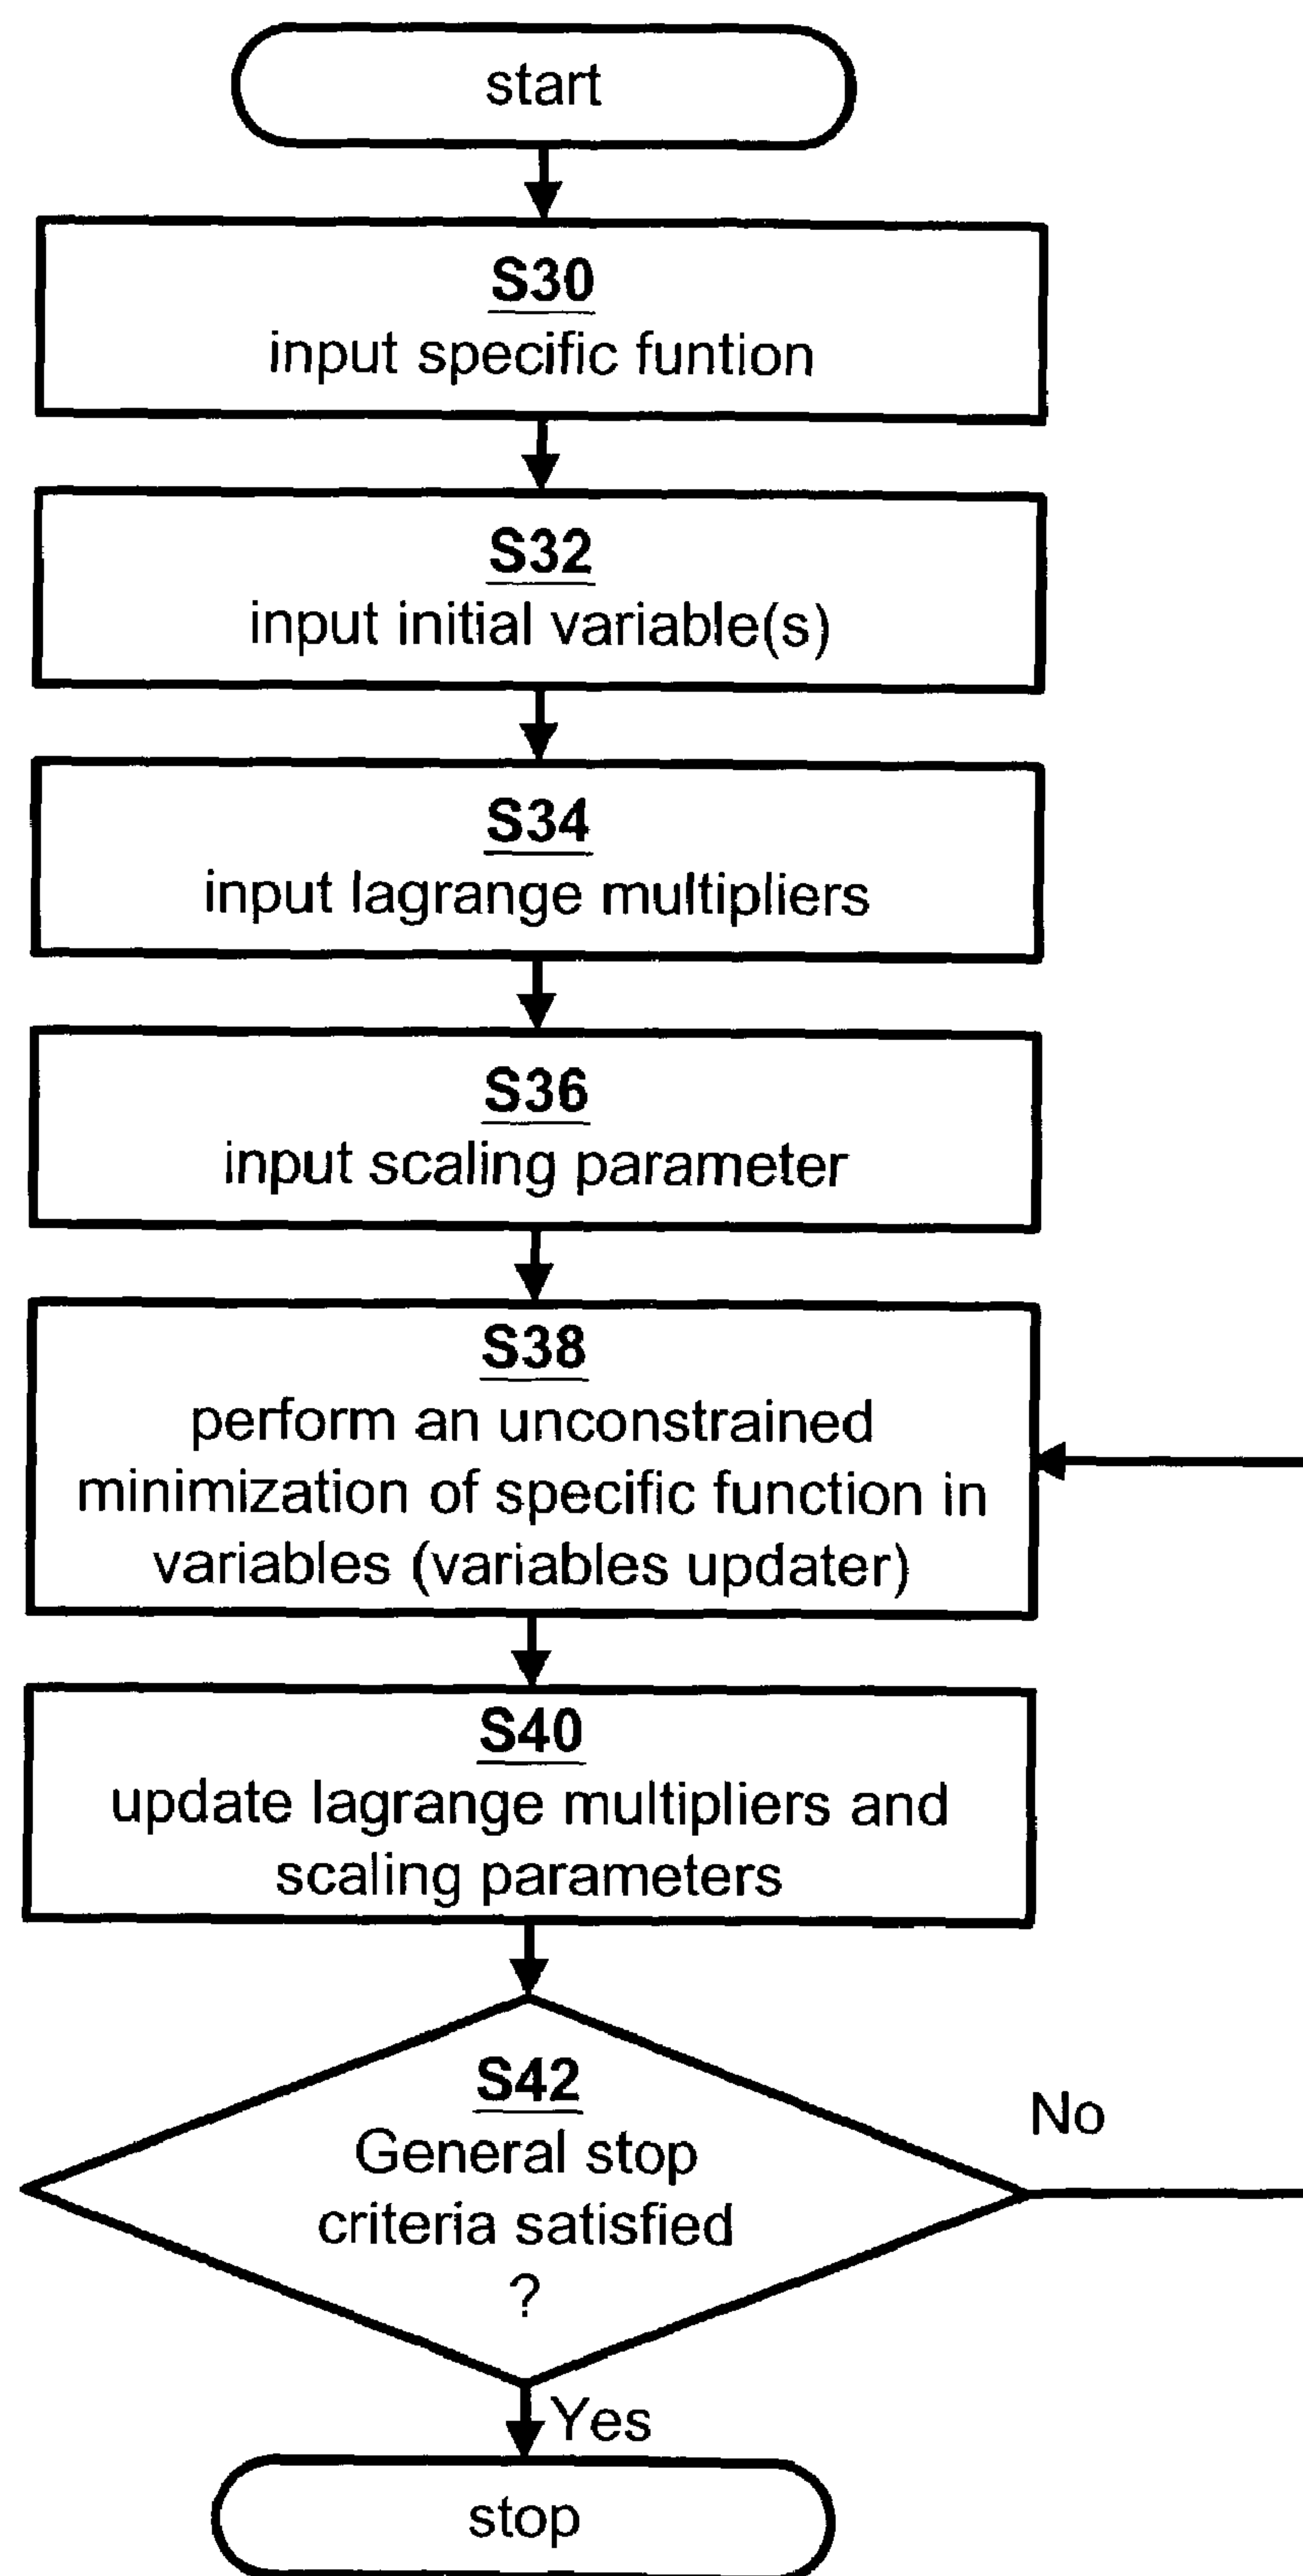 start
S30
input specific funtion
S32
input initial variable(s)
S34
input lagrange multipliers
S36
input scaling parameter
S38
perform an unconstrained
minimization of specific function in
variables (variables updater)
S40
update lagrange multipliers and
scaling parameters
S42
General stop
criteria satisfied
?
No
Yes
stop